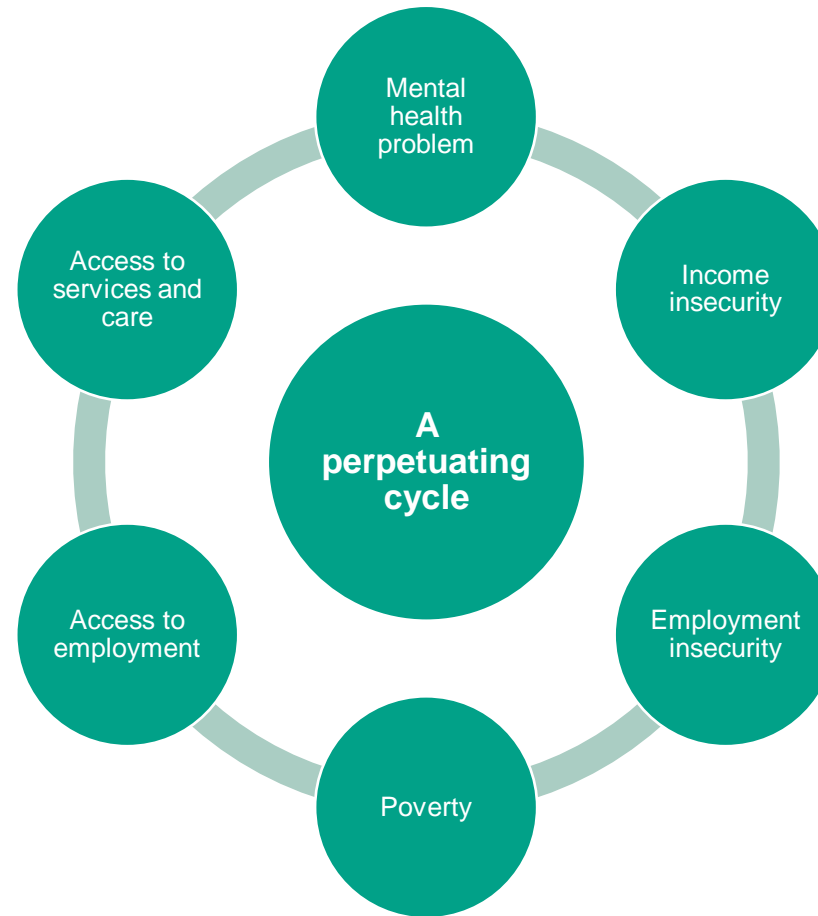 Mental
health
problem
Income
insecurity
Employment
insecurity
Poverty
Access to
employment
Access to
services and
care
A
perpetuating
cycle